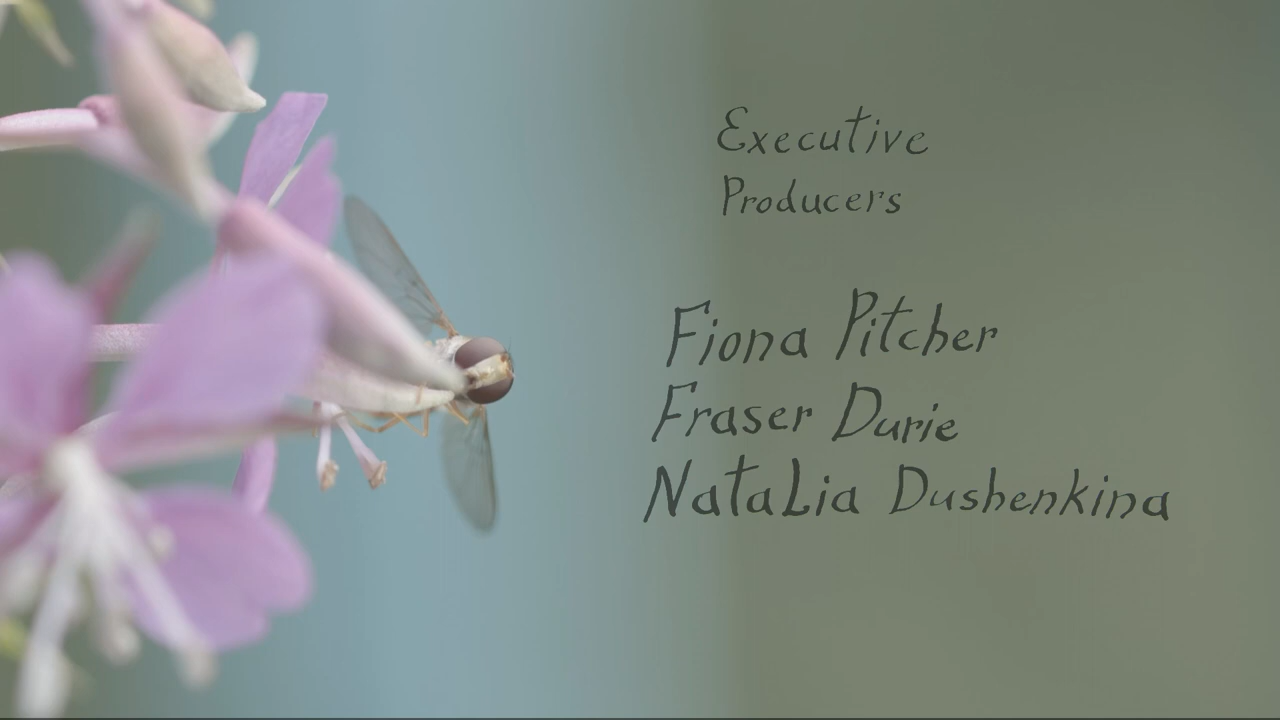 Executive
Producers
Fiona Pitcher
Fraser Durie
Natalia Dushenkina